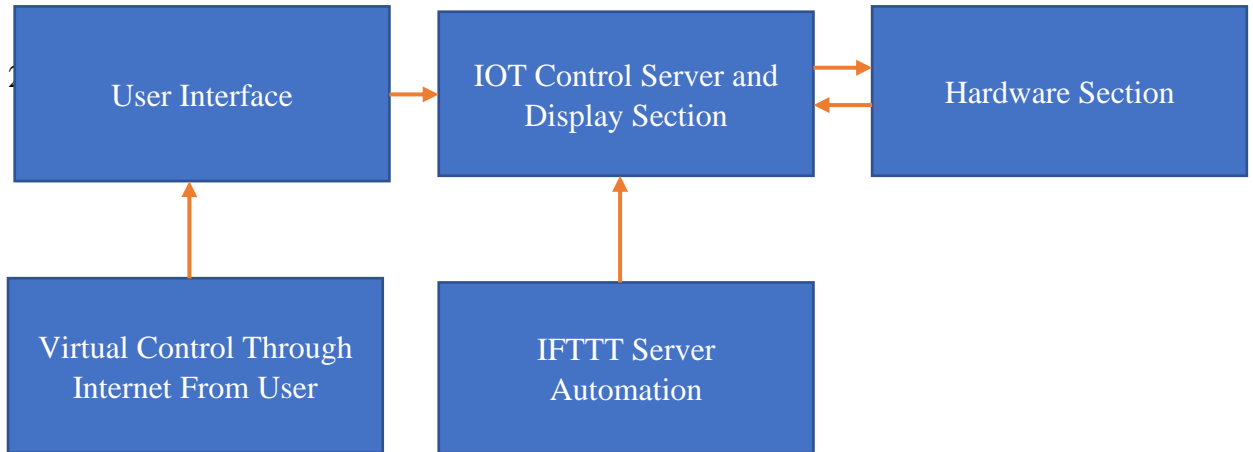 2
User Interface
IOT Control Server and
Display Section
Hardware Section
Virtual Control Through
Internet From User
IFTTT Server
Automation